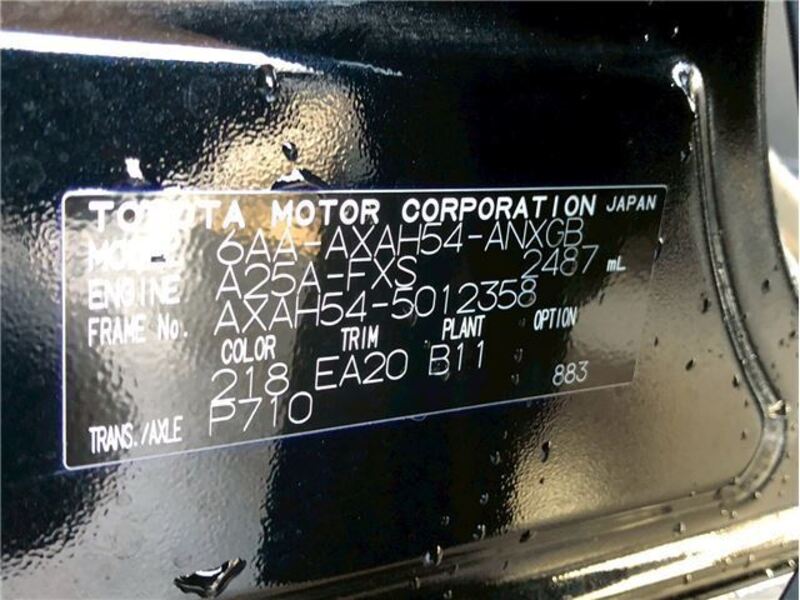 TOYOTA MOTOR CORPORATION JAPAN
MODEL 6AA-AXAH54-ANXGB
ENGINE A25A-FXS 2487 mL
FRAME No. AXAH54-5012358
COLOR TRIM PLANT OPTION
218 EA20 B11 883
TRANS./AXLE P710